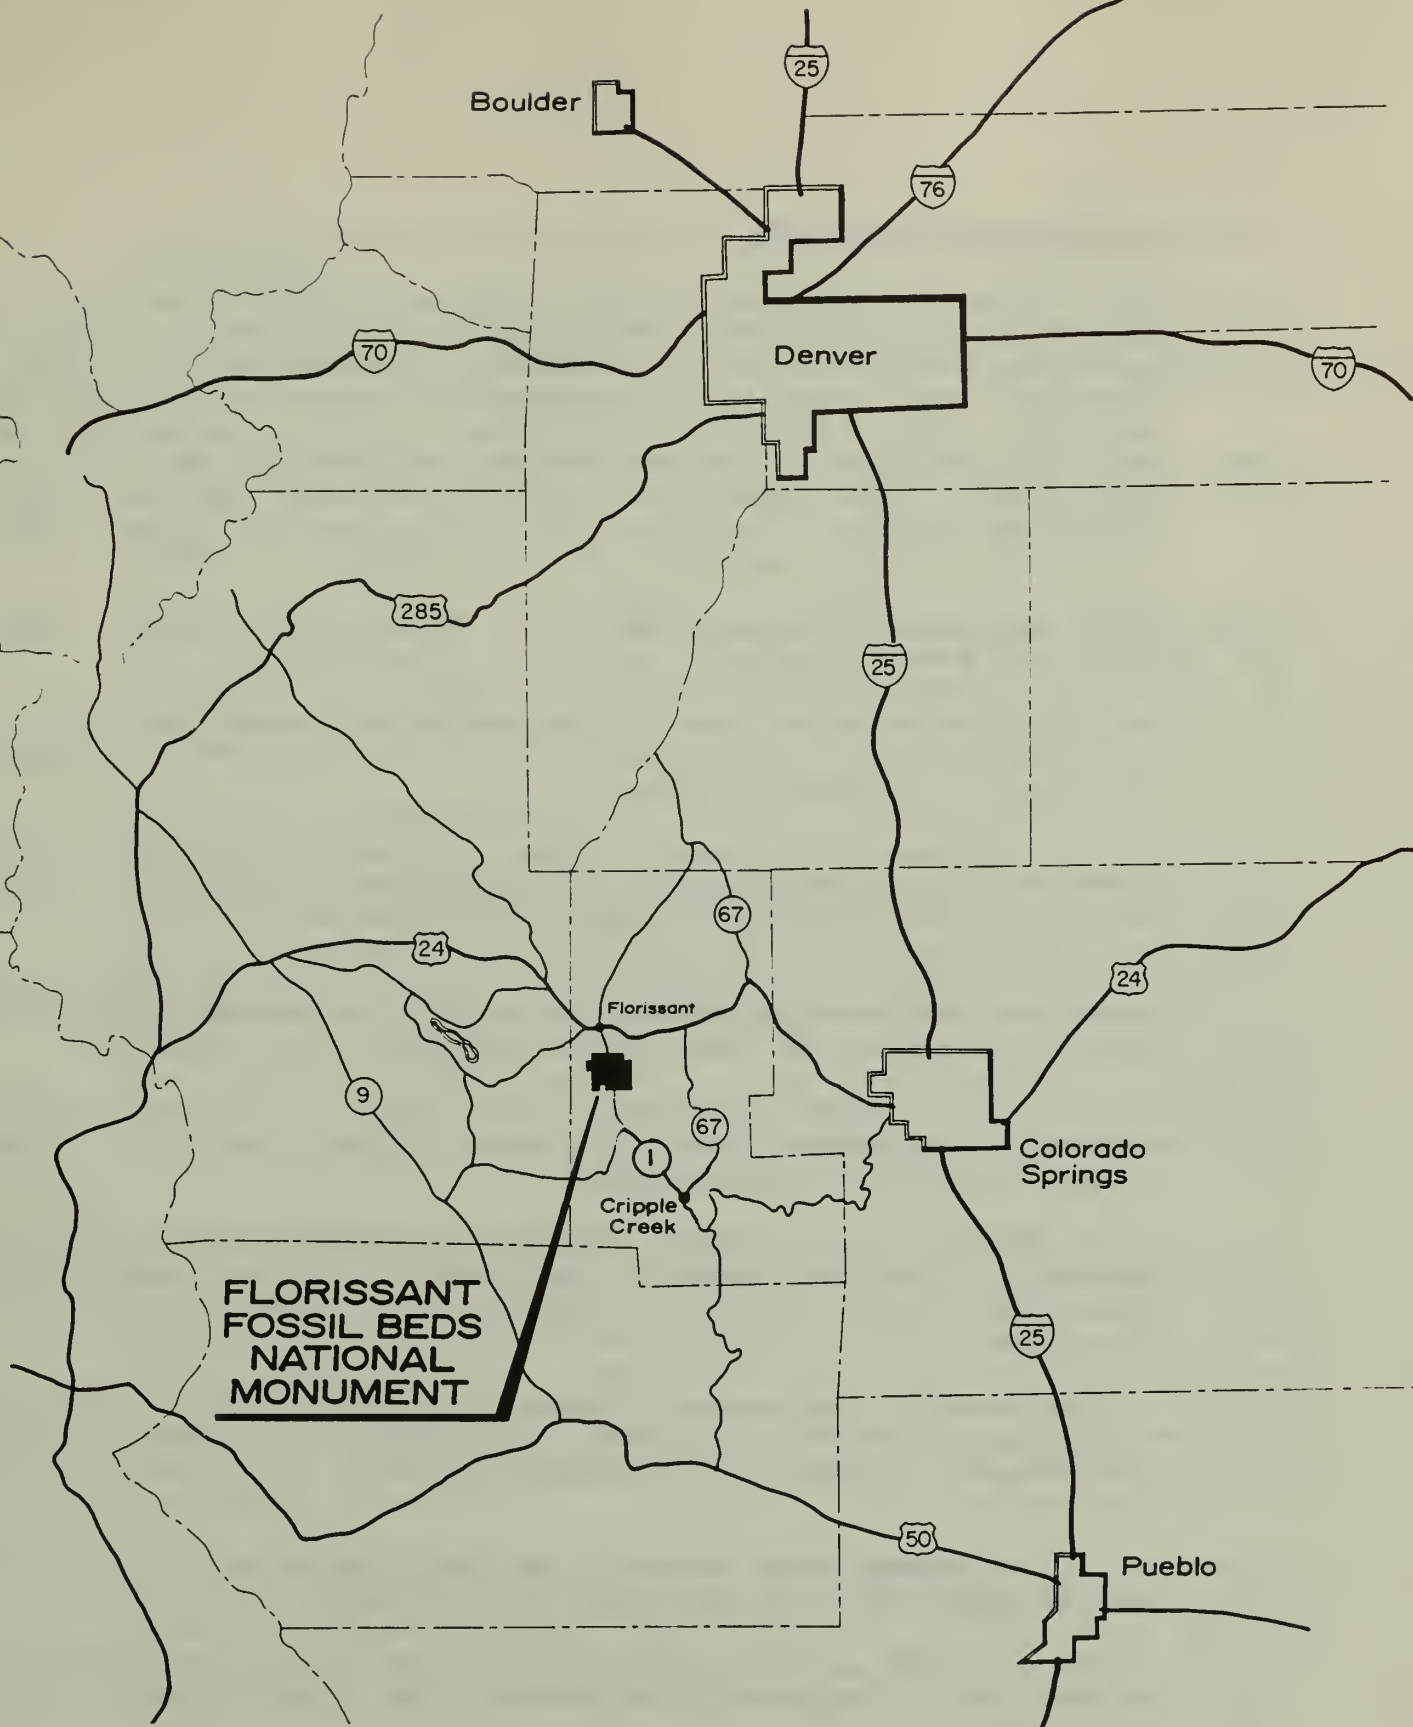 25
Boulder
76
70
Denver
70
285
25
67
24
24
Florissant
9
67
1
Colorado
Springs
Cripple
Creek
FLORISSANT
FOSSIL BEDS
NATIONAL
MONUMENT
25
50
Pueblo